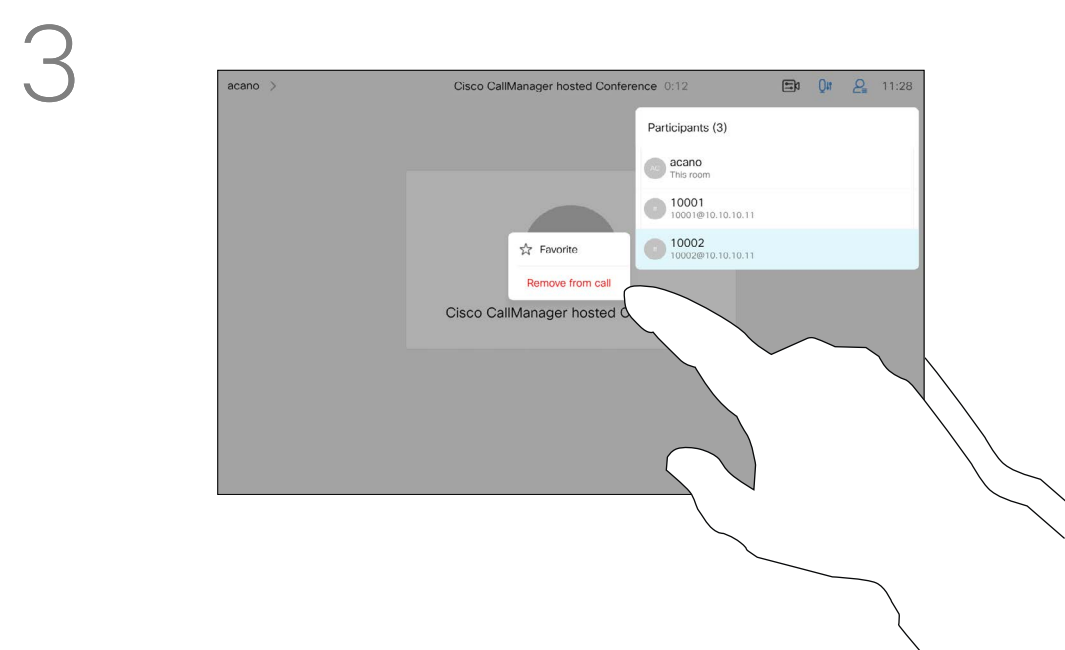 3
acano >
Cisco CallManager hosted Conference 0:12
11:28
Participants (3)
AC acano
This room
10001
10001@10.10.10.11
10002
10002@10.10.10.11
Favorite
Remove from call
Cisco CallManager hosted C